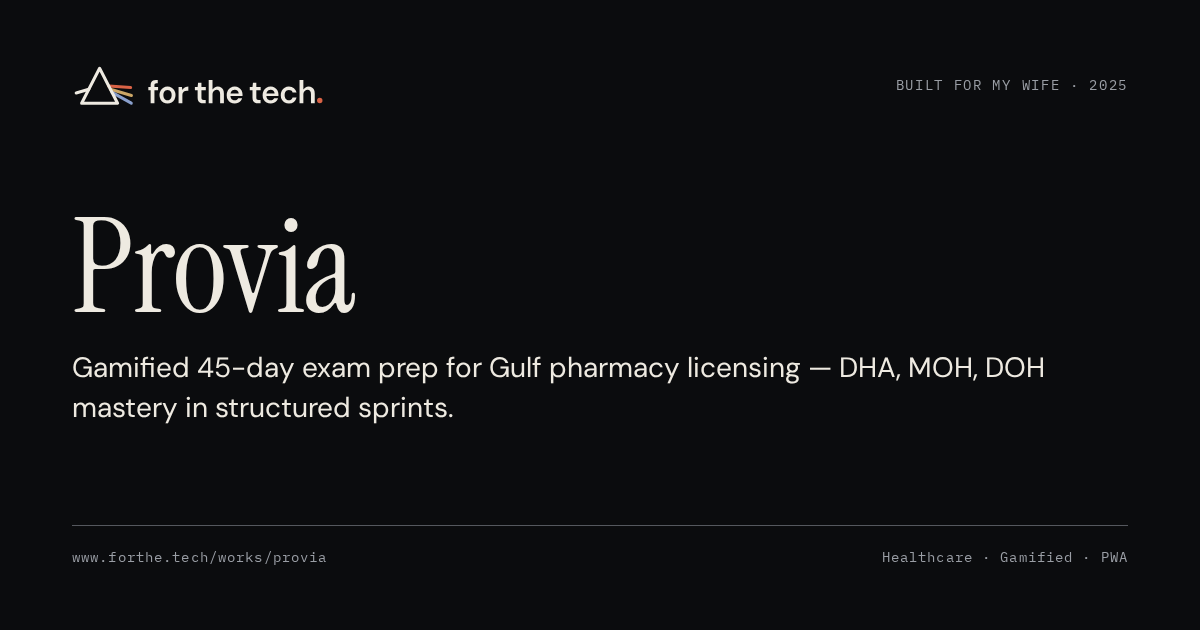 for the tech.
BUILT FOR MY WIFE · 2025
Provia
Gamified 45-day exam prep for Gulf pharmacy licensing — DHA, MOH, DOH
mastery in structured sprints.
www.forthe.tech/works/provia
Healthcare · Gamified · PWA